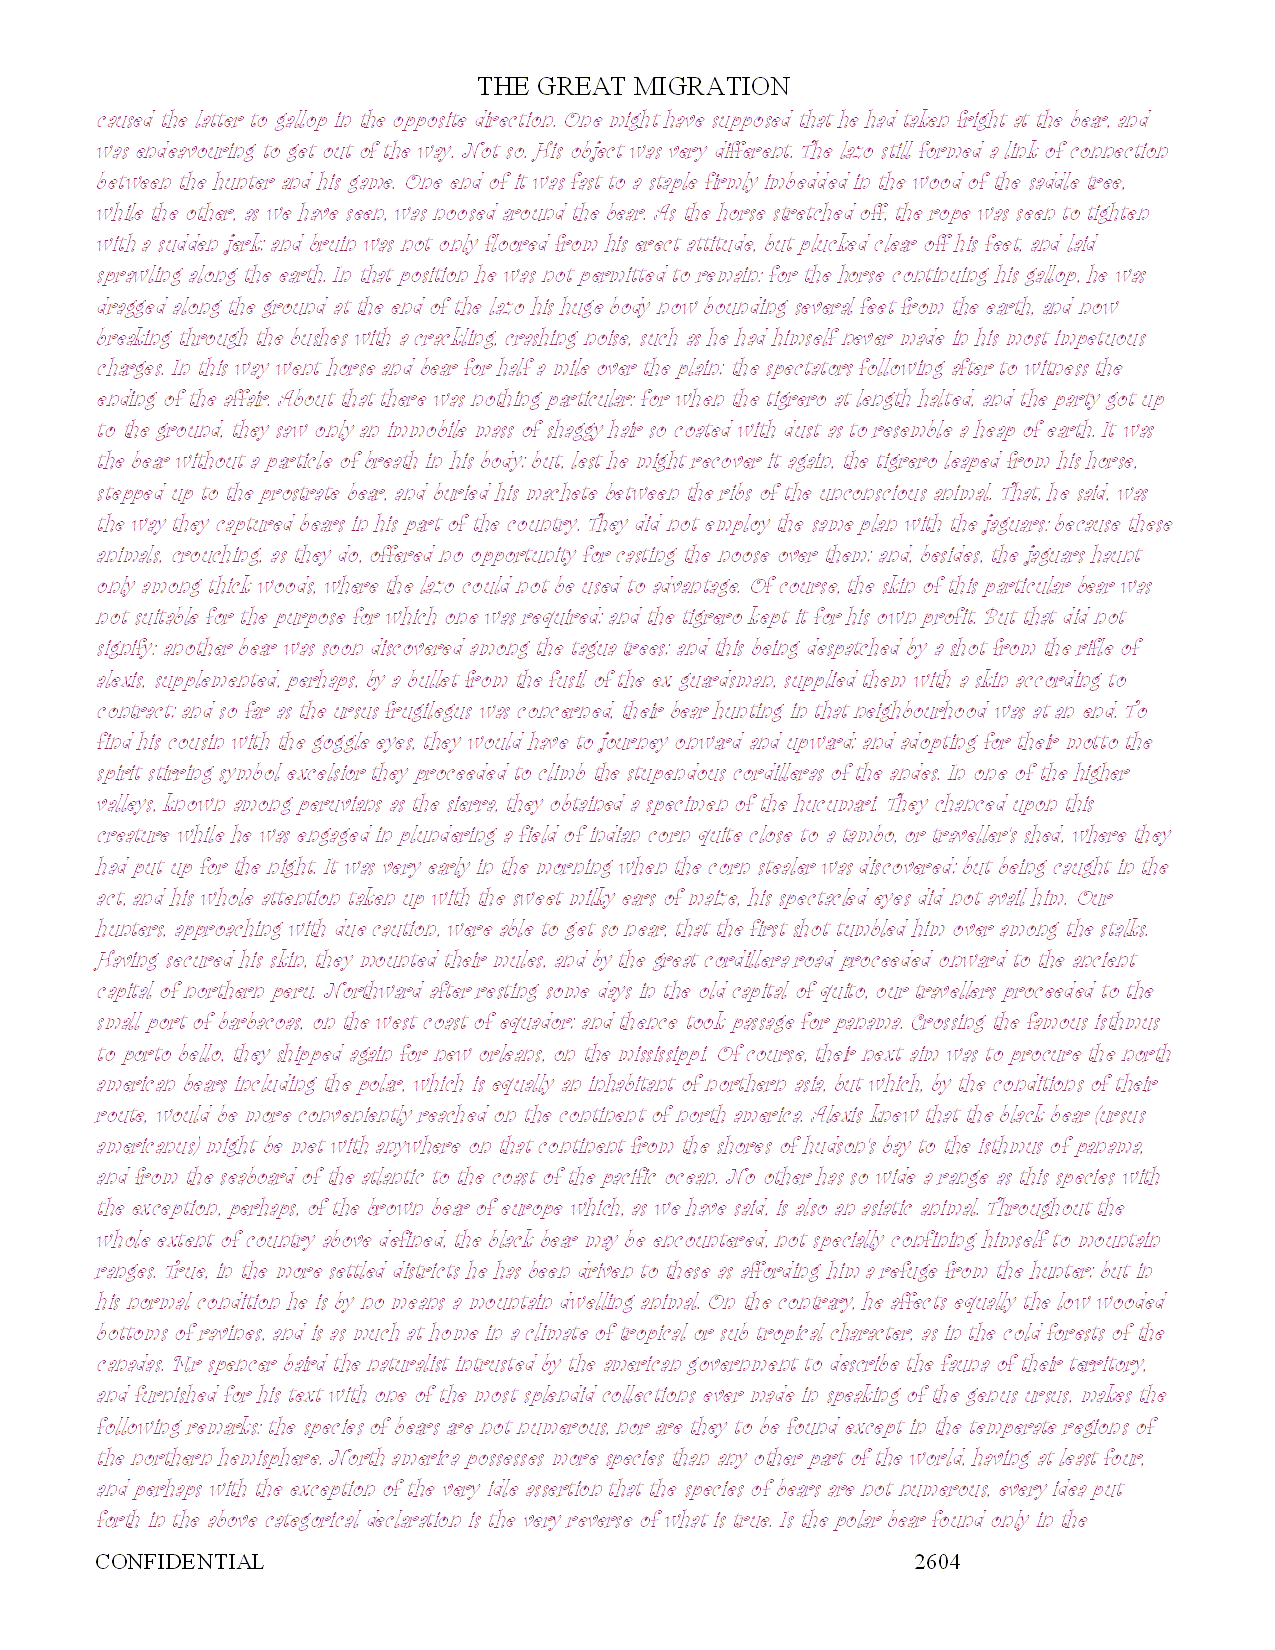 THE GREAT MIGRATION
caused the latter to gallop in the opposite direction. One might have supposed that he had taken fright at the bear, and
was endeavouring to get out of the way. Not so. His object was very different. The lazo still formed a link of connection
between the hunter and his game. One end of it was fast to a staple firmly imbedded in the wood of the saddle tree,
while the other, as we have seen, was noosed around the bear. As the horse stretched off, the rope was seen to tighten
with a sudden jerk; and bruin was not only floored from his erect attitude, but plucked clear off his feet, and laid
sprawling along the earth. In that position he was not permitted to remain: for the horse continuing his gallop, he was
dragged along the ground at the end of the lazo his huge body now bounding several feet from the earth, and now
breaking through the bushes with a crackling, crashing noise, such as he had himself never made in his most impetuous
charges. In this way went horse and bear for half a mile over the plain: the spectators following after to witness the
ending of the affair. About that there was nothing particular: for when the tigrero at length halted, and the party got up
to the ground, they saw only an immobile mass of shaggy hair so coated with dust as to resemble a heap of earth. It was
the bear without a particle of breath in his body: but, lest he might recover it again, the tigrero leaped from his horse,
stepped up to the prostrate bear, and buried his machete between the ribs of the unconscious animal. That, he said, was
the way they captured bears in his part of the country. They did not employ the same plan with the jaguars: because these
animals, crouching, as they do, offered no opportunity for casting the noose over them; and, besides, the jaguars haunt
only among thick woods, where the lazo could not be used to advantage. Of course, the skin of this particular bear was
not suitable for the purpose for which one was required; and the tigrero kept it for his own profit. But that did not
signify: another bear was soon discovered among the tagua trees; and this being despatched by a shot from the rifle of
alexis, supplemented, perhaps, by a bullet from the fusil of the ex guardsman, supplied them with a skin according to
contract; and so far as the ursus frugilegus was concerned, their bear hunting in that neighbourhood was at an end. To
find his cousin with the goggle eyes, they would have to journey onward and upward; and adopting for their motto the
spirit stirring symbol excelsior they proceeded to climb the stupendous cordilleras of the andes. In one of the higher
valleys, known among peruvians as the sierra, they obtained a specimen of the hucumari. They chanced upon this
creature while he was engaged in plundering a field of indian corn quite close to a tambo, or traveller's shed, where they
had put up for the night. It was very early in the morning when the corn stealer was discovered; but being caught in the
act, and his whole attention taken up with the sweet milky ears of maize, his spectacled eyes did not avail him. Our
hunters, approaching with due caution, were able to get so near, that the first shot tumbled him over among the stalks.
Having secured his skin, they mounted their mules, and by the great cordillera road proceeded onward to the ancient
capital of northern peru. Northward after resting some days in the old capital of quito, our travellers proceeded to the
small port of barbacoas, on the west coast of equador; and thence took passage for panama. Crossing the famous isthmus
to porto bello, they shipped again for new orleans, on the mississippi. Of course, their next aim was to procure the north
american bears including the polar, which is equally an inhabitant of northern asia, but which, by the conditions of their
route, would be more conveniently reached on the continent of north america. Alexis knew that the black bear (ursus
americanus) might be met with anywhere on that continent from the shores of hudson's bay to the isthmus of panama,
and from the seaboard of the atlantic to the coast of the pacific ocean. No other has so wide a range as this species with
the exception, perhaps, of the brown bear of europe which, as we have said, is also an asiatic animal. Throughout the
whole extent of country above defined, the black bear may be encountered, not specially confining himself to mountain
ranges. True, in the more settled districts he has been driven to these as affording him a refuge from the hunter; but in
his normal condition he is by no means a mountain dwelling animal. On the contrary, he affects equally the low wooded
bottoms of ravines, and is as much at home in a climate of tropical or sub tropical character, as in the cold forests of the
canadas. Mr spencer baird the naturalist intrusted by the american government to describe the fauna of their territory,
and furnished for his text with one of the most splendid collections ever made in speaking of the genus ursus, makes the
following remarks: the species of bears are not numerous, nor are they to be found except in the temperate regions of
the northern hemisphere. North america possesses more species than any other part of the world, having at least four,
and perhaps with the exception of the very idle assertion that the species of bears are not numerous, every idea put
forth in the above categorical declaration is the very reverse of what is true. Is the polar bear found only in the
CONFIDENTIAL 2604